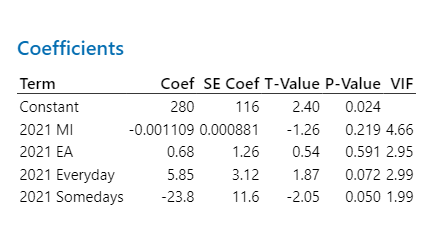 Coefficients
Term Coef SE Coef T-Value P-Value VIF
Constant 280 116 2.40 0.024
2021 MI -0.001109 0.000881 -1.26 0.219 4.66
2021 EA 0.68 1.26 0.54 0.591 2.95
2021 Everyday 5.85 3.12 1.87 0.072 2.99
2021 Somedays -23.8 11.6 -2.05 0.050 1.99